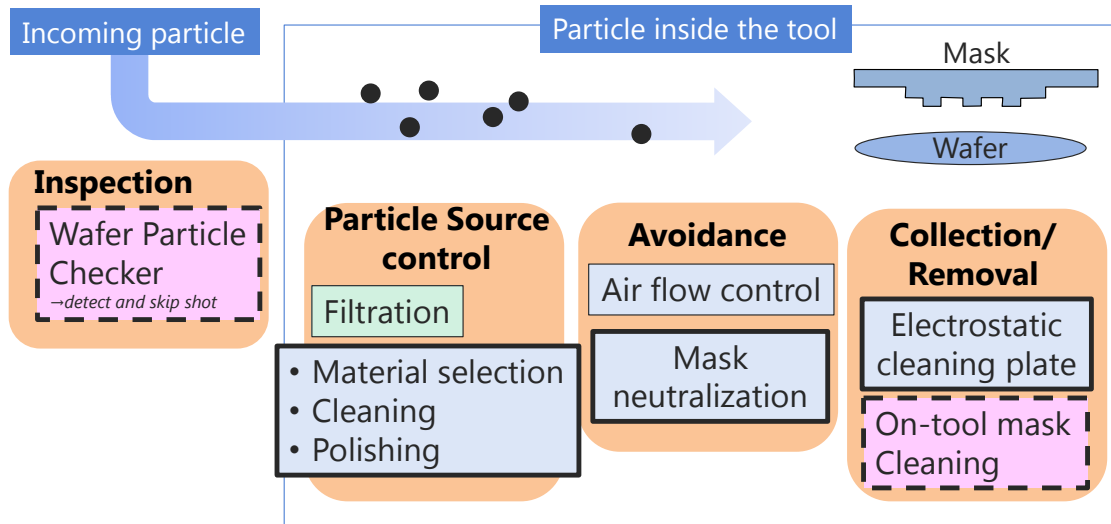 Incoming particle
Particle inside the tool
Mask
Wafer
Inspection
Wafer Particle
Checker
→detect and skip shot
Particle Source
control
Filtration
• Material selection
• Cleaning
• Polishing
Avoidance
Air flow control
Mask
neutralization
Collection/
Removal
Electrostatic
cleaning plate
On-tool mask
Cleaning